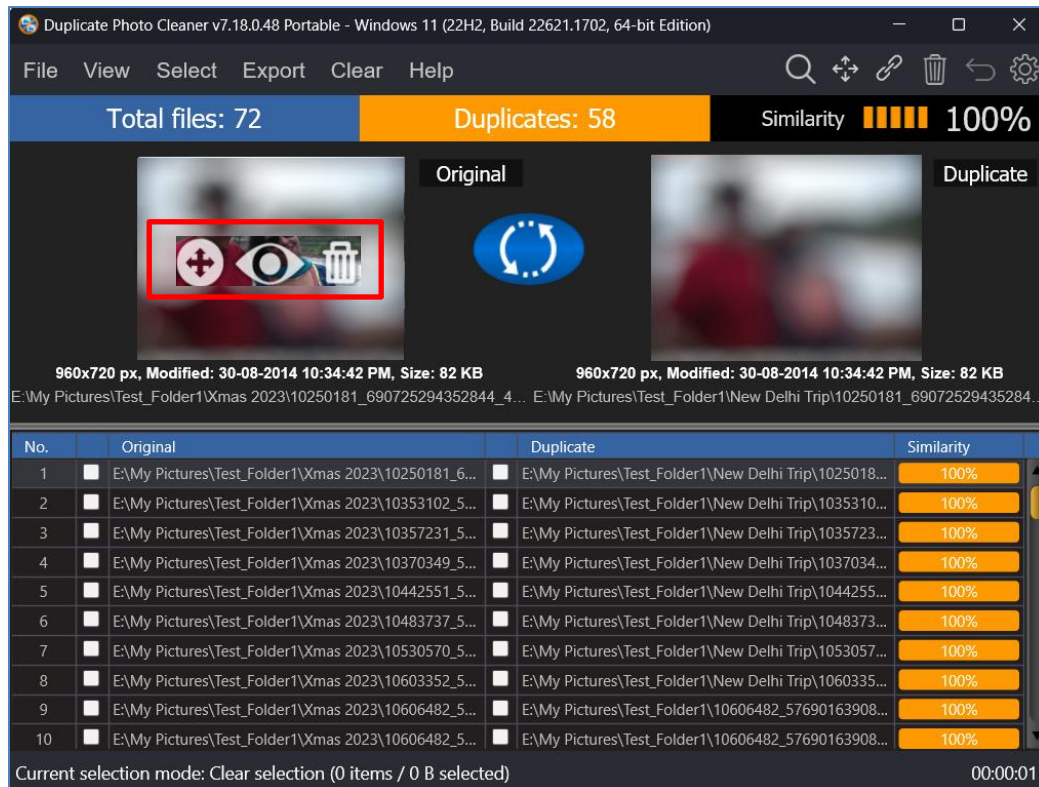 Duplicate Photo Cleaner v7.18.0.48 Portable - Windows 11 (22H2, Build 22621.1702, 64-bit Edition)
File View Select Export Clear Help
Total files: 72 Duplicates: 58 Similarity 100%
Original Duplicate
960x720 px, Modified: 30-08-2014 10:34:42 PM, Size: 82 KB 960x720 px, Modified: 30-08-2014 10:34:42 PM, Size: 82 KB
E:\My Pictures\Test_Folder1\Xmas 2023\10250181_690725294352844_4... E:\My Pictures\Test_Folder1\New Delhi Trip\10250181_69072529435284...
No. Original Duplicate Similarity
1 E:\My Pictures\Test_Folder1\Xmas 2023\10250181_6... E:\My Pictures\Test_Folder1\New Delhi Trip\1025018... 100%
2 E:\My Pictures\Test_Folder1\Xmas 2023\10353102_5... E:\My Pictures\Test_Folder1\New Delhi Trip\1035310... 100%
3 E:\My Pictures\Test_Folder1\Xmas 2023\10357231_5... E:\My Pictures\Test_Folder1\New Delhi Trip\1035723... 100%
4 E:\My Pictures\Test_Folder1\Xmas 2023\10370349_5... E:\My Pictures\Test_Folder1\New Delhi Trip\1037034... 100%
5 E:\My Pictures\Test_Folder1\Xmas 2023\10442551_5... E:\My Pictures\Test_Folder1\New Delhi Trip\1044255... 100%
6 E:\My Pictures\Test_Folder1\Xmas 2023\10483737_5... E:\My Pictures\Test_Folder1\New Delhi Trip\1048373... 100%
7 E:\My Pictures\Test_Folder1\Xmas 2023\10530570_5... E:\My Pictures\Test_Folder1\New Delhi Trip\1053057... 100%
8 E:\My Pictures\Test_Folder1\Xmas 2023\10603352_5... E:\My Pictures\Test_Folder1\New Delhi Trip\1060335... 100%
9 E:\My Pictures\Test_Folder1\Xmas 2023\10606482_5... E:\My Pictures\Test_Folder1\10606482_57690163908... 100%
10 E:\My Pictures\Test_Folder1\Xmas 2023\10606482_5... E:\My Pictures\Test_Folder1\10606482_57690163908... 100%
Current selection mode: Clear selection (0 items / 0 B selected) 00:00:01